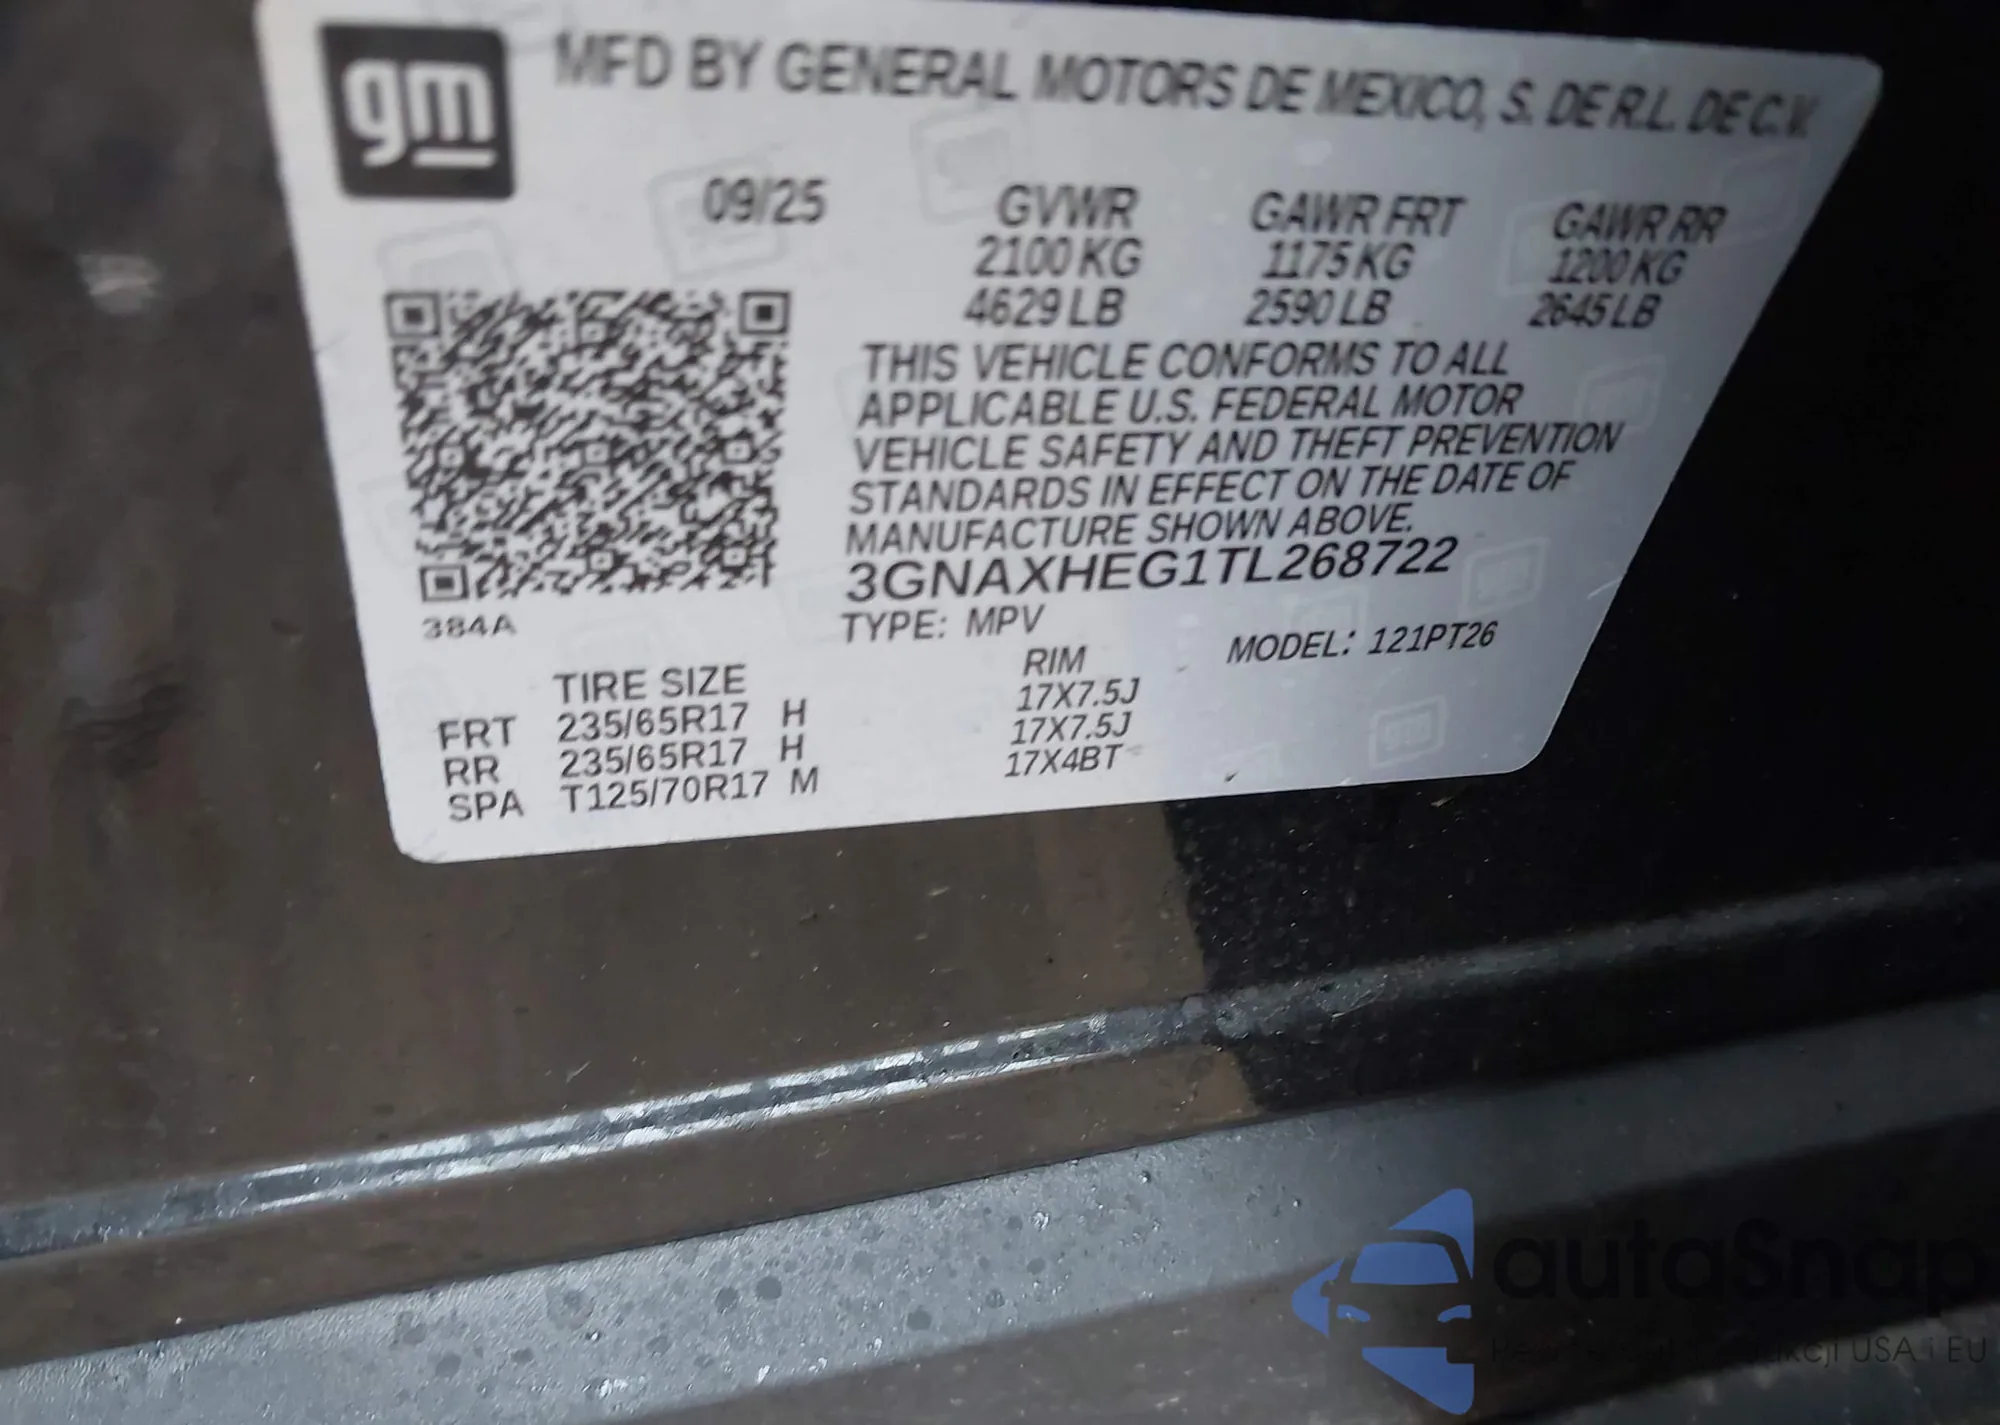 gm
MFD BY GENERAL MOTORS DE MEXICO, S. DE R.L. DE C.V.
09/25 GVWR GAWR FRT GAWR RR
2100 KG 1175 KG 1200 KG
4629 LB 2590 LB 2645 LB
THIS VEHICLE CONFORMS TO ALL
APPLICABLE U.S. FEDERAL MOTOR
VEHICLE SAFETY AND THEFT PREVENTION
STANDARDS IN EFFECT ON THE DATE OF
MANUFACTURE SHOWN ABOVE.
3GNAXHEG1TL268722
384A
TYPE: MPV MODEL: 121PT26
TIRE SIZE RIM
FRT 235/65R17 H 17X7.5J
RR 235/65R17 H 17X7.5J
SPA T125/70R17 M 17X4BT
autoSnap
USA i EU